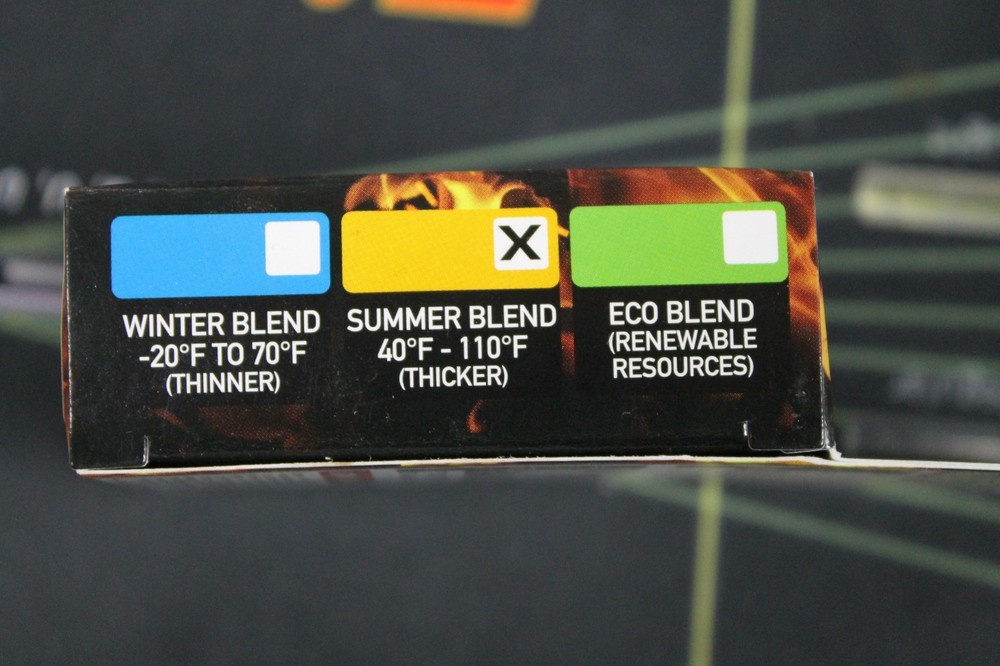 X
WINTER BLEND
-20°F TO 70°F
(THINNER)
SUMMER BLEND
40°F - 110°F
(THICKER)
ECO BLEND
(RENEWABLE
RESOURCES)